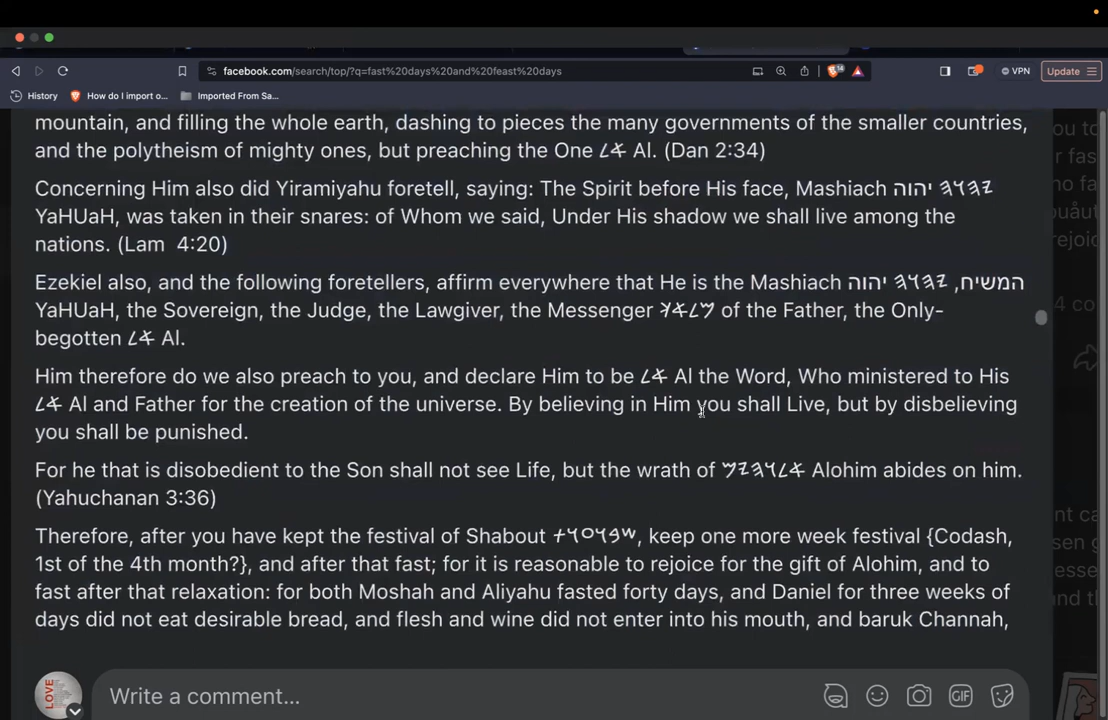 facebook.com/search/top/?q=fast%20days%20and%20feast%20days
14
VPN
Update
History
How do I import o...
Imported From Sa...
mountain, and filling the whole earth, dashing to pieces the many governments of the smaller countries,
and the polytheism of mighty ones, but preaching the One 𐤀𐤋 Al. (Dan 2:34)
Concerning Him also did Yiramiyahu foretell, saying: The Spirit before His face, Mashiach 𐤉𐤄𐤅𐤄 יהוה
YaHUaH, was taken in their snares: of Whom we said, Under His shadow we shall live among the
nations. (Lam 4:20)
Ezekiel also, and the following foretellers, affirm everywhere that He is the Mashiach המשיח, 𐤉𐤄𐤅𐤄 יהוה
YaHUaH, the Sovereign, the Judge, the Lawgiver, the Messenger 𐤌𐤋𐤀𐤊 of the Father, the Only-
begotten 𐤀𐤋 Al.
Him therefore do we also preach to you, and declare Him to be 𐤀𐤋 Al the Word, Who ministered to His
𐤀𐤋 Al and Father for the creation of the universe. By believing in Him you shall Live, but by disbelieving
you shall be punished.
For he that is disobedient to the Son shall not see Life, but the wrath of 𐤀𐤋𐤅𐤄𐤉𐤌 Alohim abides on him.
(Yahuchanan 3:36)
Therefore, after you have kept the festival of Shabout 𐤔𐤁𐤅𐤏𐤅𐤕, keep one more week festival {Codash,
1st of the 4th month?}, and after that fast; for it is reasonable to rejoice for the gift of Alohim, and to
fast after that relaxation: for both Moshah and Aliyahu fasted forty days, and Daniel for three weeks of
days did not eat desirable bread, and flesh and wine did not enter into his mouth, and baruk Channah,
LOVE
Write a comment...
GIF